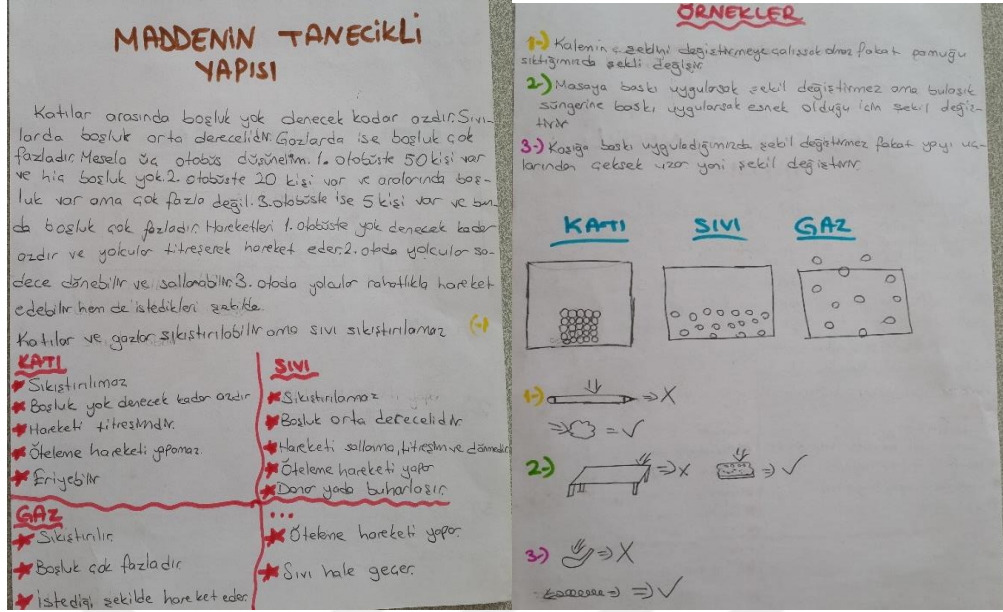 MADDENİN TANECİKLİ
YAPISI
Katılar arasında boşluk yok denecek kadar azdır. Sıvı-
larda boşluk orta derecelidir. Gazlarda ise boşluk çok
fazladır. Mesela üç otobüs düşünelim. 1. otobüste 50 kişi var
ve hiç boşluk yok. 2. otobüste 20 kişi var ve aralarında boş-
luk var ama çok fazla değil. 3. otobüste ise 5 kişi var ve bun-
da boşluk çok fazladır. Hareketleri 1. otobüste yok denecek kadar
azdır ve yolcular titreşerek hareket eder. 2. otoda yolcular sa-
dece dönebilir ve sallanabilir. 3. otoda yolcular rahatlıkla hareket
edebilir hem de istedikleri şekilde.
Katılar ve gazlar sıkıştırılabilir ama sıvı sıkıştırılamaz
KATI
Sıkıştırılımaz
Boşluk yok denecek kadar azdır
Hareketi titreşimdir.
Öteleme hareketi yapamaz.
Eriyebilir
SIVI
Sıkıştırılamaz
Boşluk orta derecelidir.
Hareketi sallanma, titreşim ve dönmedir
Öteleme hareketi yapar
Donar yada buharlaşır.
GAZ
Sıkıştırılır.
Boşluk çok fazladır
İstediği şekilde hareket eder.
...
Öteleme hareketi yapar.
Sıvı hale geçer.
ÖRNEKLER
1-) Kalemin şeklini değiştirmeye çalışsak olmaz fakat pamuğu
sıktığımızda şekli değişir.
2-) Masaya baskı uygularsak şekil değiştirmez ama bulaşık
süngerine baskı uygularsak esnek olduğu için şekil değiş-
tirir
3-) Kaşığa baskı uyguladığımızda şekil değiştirmez fakat yayı uç-
larından çeksek uzar yani şekil değiştirir.
KATI SIVI GAZ
1-)
2-)
3-)